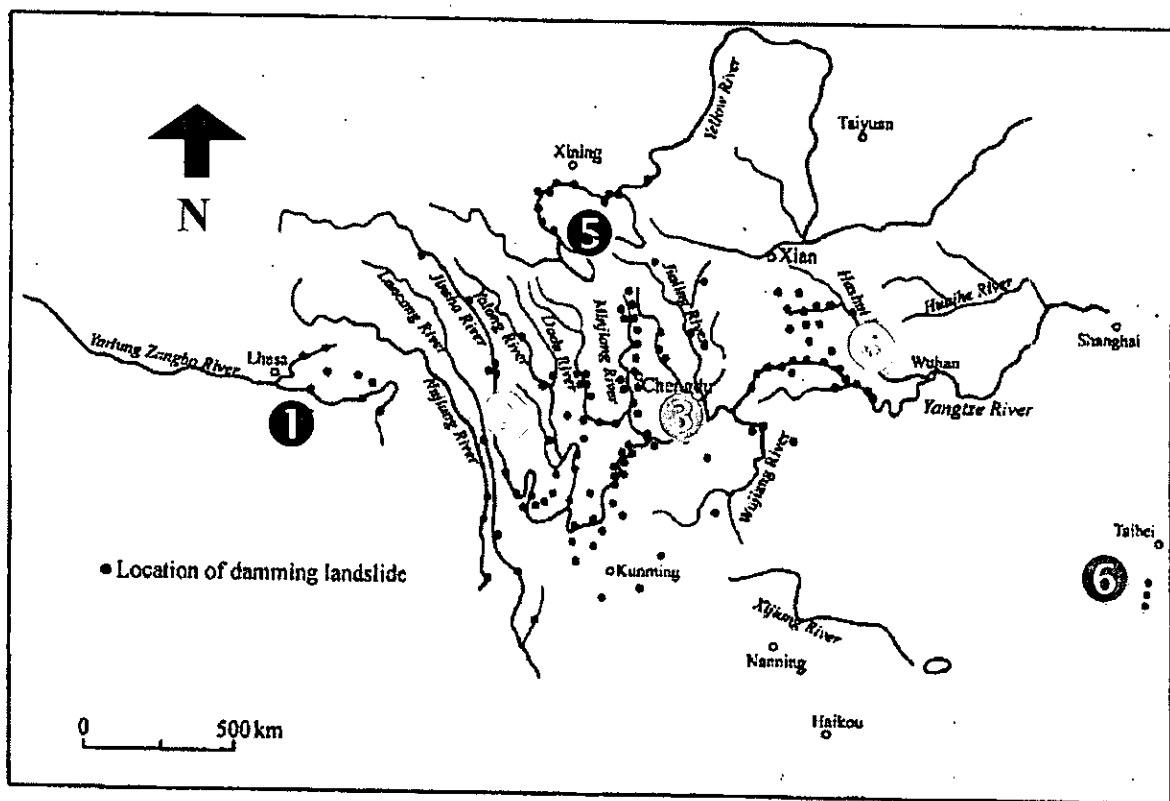 Yellow River
Taiyuan
Xining
N
5
Xian
Jialing River
Huaihe River
Lancang River
Jinsha River
Yalong River
Dadu River
Minjiang River
Shanghai
Yarlung Zangbo River
Lhasa
Wuhan
Chengdu
Yangtze River
1
3
Nujiang River
Wujiang River
Taibei
● Location of damming landslide
Kunming
6
Xijiang River
Nanning
Haikou
0 500 km